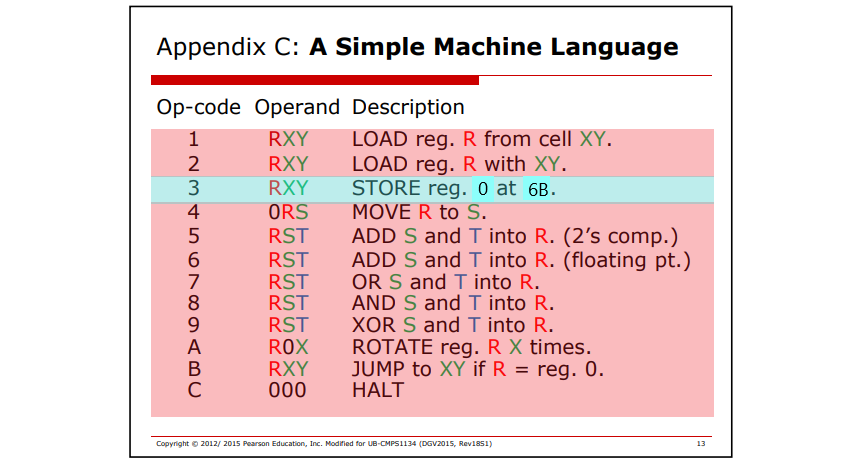 Appendix C: A Simple Machine Language
Op-code Operand Description
1 RXY LOAD reg. R from cell XY.
2 RXY LOAD reg. R with XY.
3 RXY STORE reg. 0 at 6B.
4 0RS MOVE R to S.
5 RST ADD S and T into R. (2's comp.)
6 RST ADD S and T into R. (floating pt.)
7 RST OR S and T into R.
8 RST AND S and T into R.
9 RST XOR S and T into R.
A R0X ROTATE reg. R X times.
B RXY JUMP to XY if R = reg. 0.
C 000 HALT
Copyright © 2012/ 2015 Pearson Education, Inc. Modified for UB-CMPS1134 (DGV2015, Rev18S1) 13